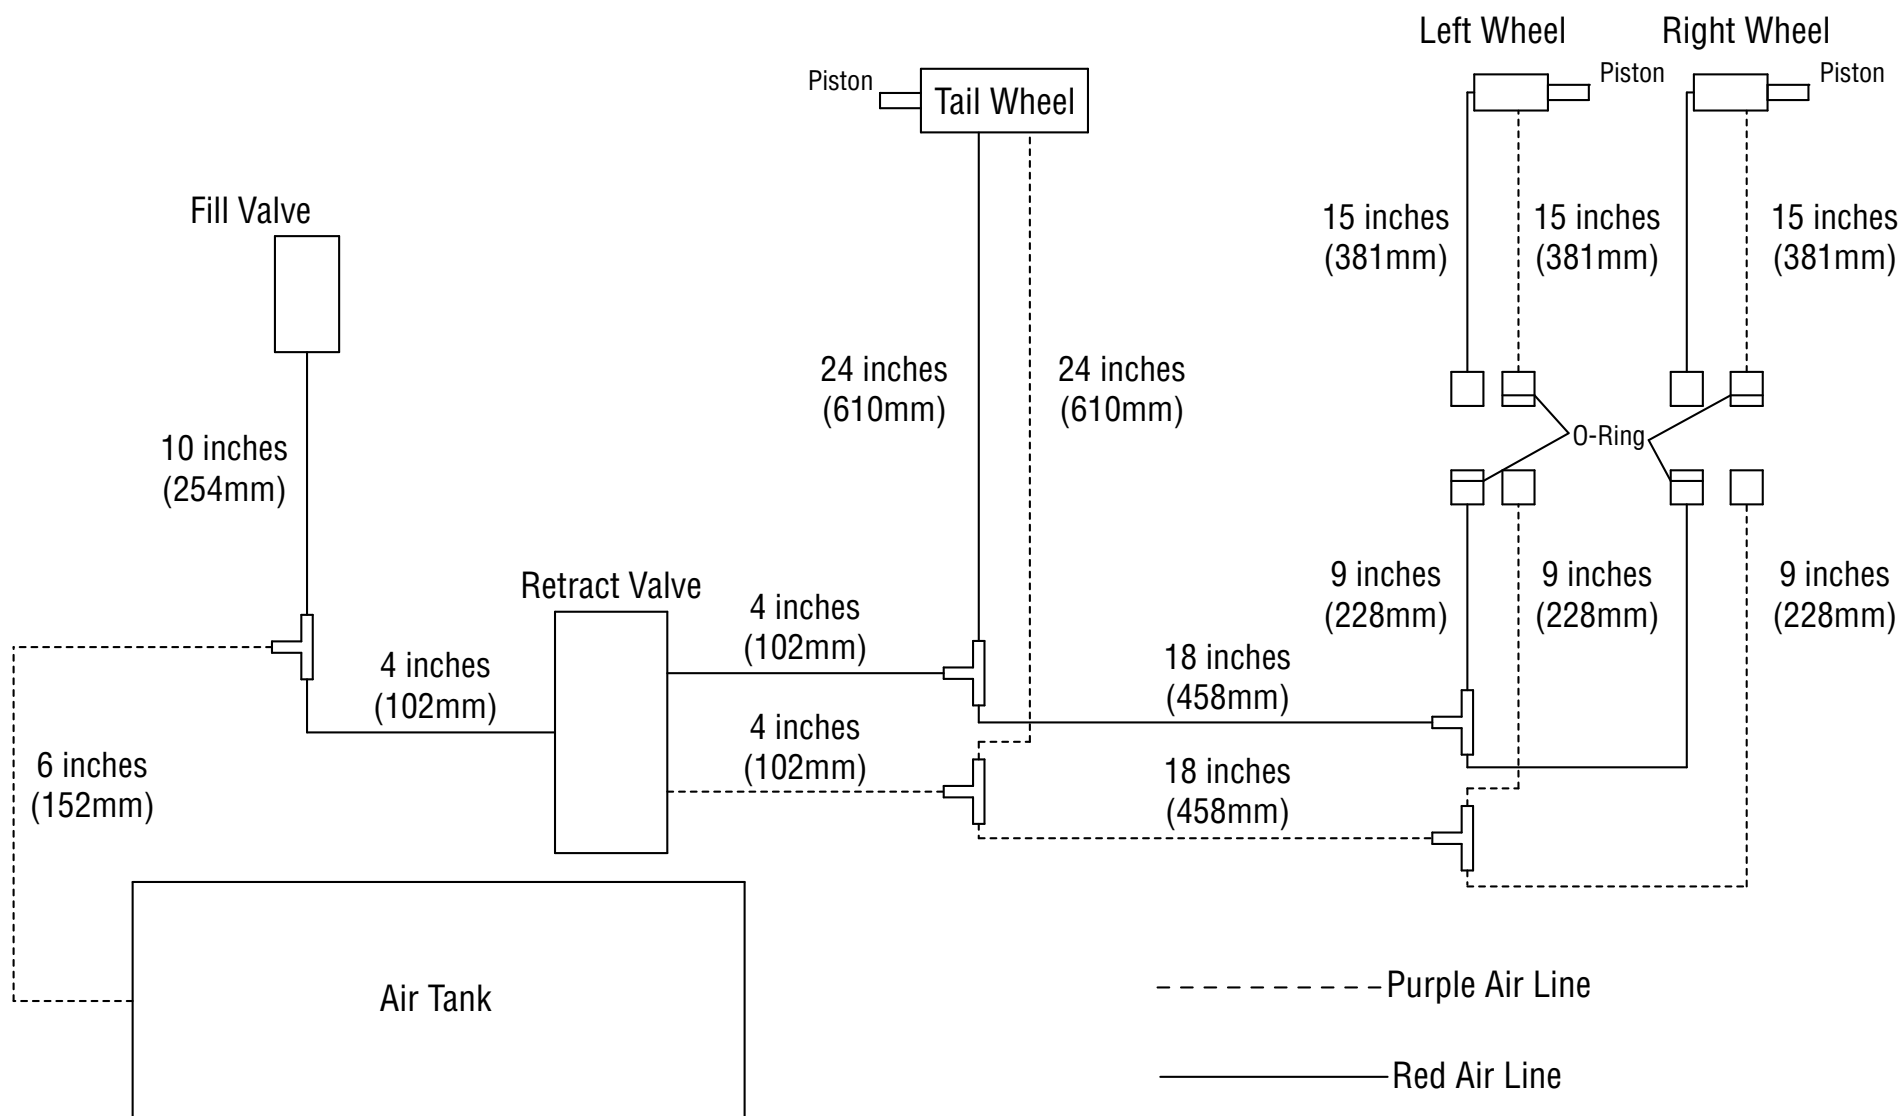 Left Wheel
Right Wheel
Piston
Tail Wheel
Piston
Piston
Fill Valve
15 inches
(381mm)
15 inches
(381mm)
15 inches
(381mm)
24 inches
(610mm)
24 inches
(610mm)
10 inches
(254mm)
O-Ring
Retract Valve
4 inches
(102mm)
9 inches
(228mm)
9 inches
(228mm)
9 inches
(228mm)
4 inches
(102mm)
18 inches
(458mm)
4 inches
(102mm)
6 inches
(152mm)
18 inches
(458mm)
Air Tank
Purple Air Line
Red Air Line